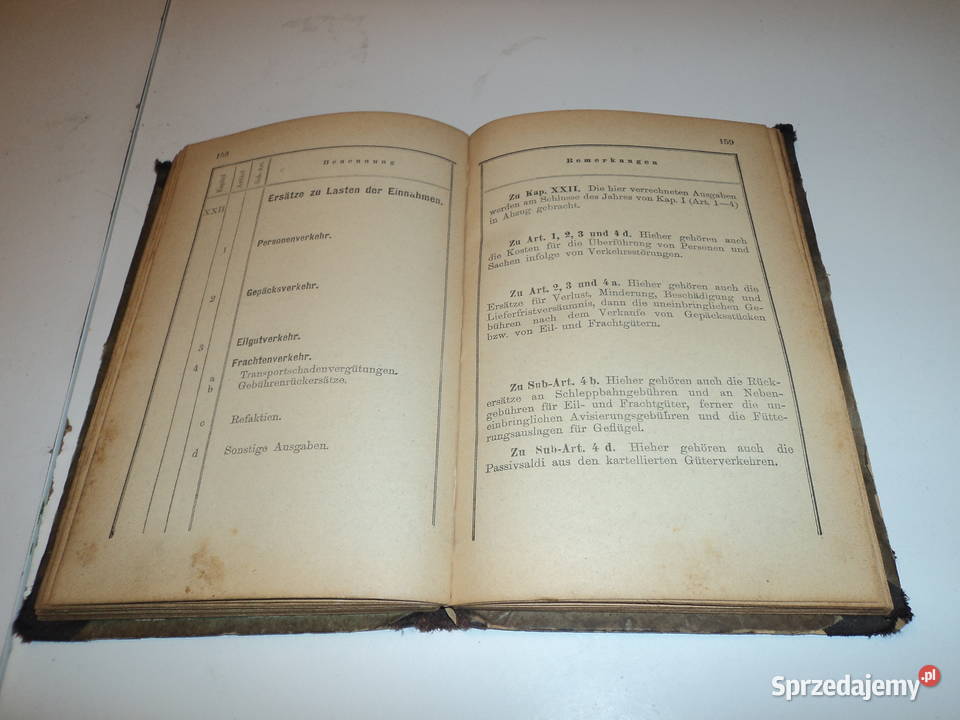 158
Kapitel
Artikel
Sub-Art.
Benennung
XXII
Ersätze zu Lasten der Einnahmen.
1
Personenverkehr.
2
Gepäcksverkehr.
3
Eilgutverkehr.
4
Frachtenverkehr.
a
Transportschadenvergütungen.
b
Gebührenrückersätze.
c
Refaktien.
d
Sonstige Ausgaben.
159
Bemerkungen
Zu Kap. XXII. Die hier verrechneten Ausgaben
werden am Schlusse des Jahres von Kap. I (Art. 1—4)
in Abzug gebracht.
Zu Art. 1, 2, 3 und 4 d. Hieher gehören auch
die Kosten für die Überführung von Personen und
Sachen infolge von Verkehrsstörungen.
Zu Art. 2, 3 und 4 a. Hieher gehören auch die
Ersätze für Verlust, Minderung, Beschädigung und
Lieferfristversäumnis, dann die uneinbringlichen Ge-
bühren nach dem Verkaufe von Gepäcksstücken
bzw. von Eil- und Frachtgütern.
Zu Sub-Art. 4 b. Hieher gehören auch die Rück-
ersätze an Schleppbahngebühren und an Neben-
gebühren für Eil- und Frachtgüter, ferner die un-
einbringlichen Avisierungsgebühren und die Fütte-
rungsauslagen für Geflügel.
Zu Sub-Art. 4 d. Hieher gehören auch die
Passivsaldi aus den kartellierten Güterverkehren.
Sprzedajemy.pl